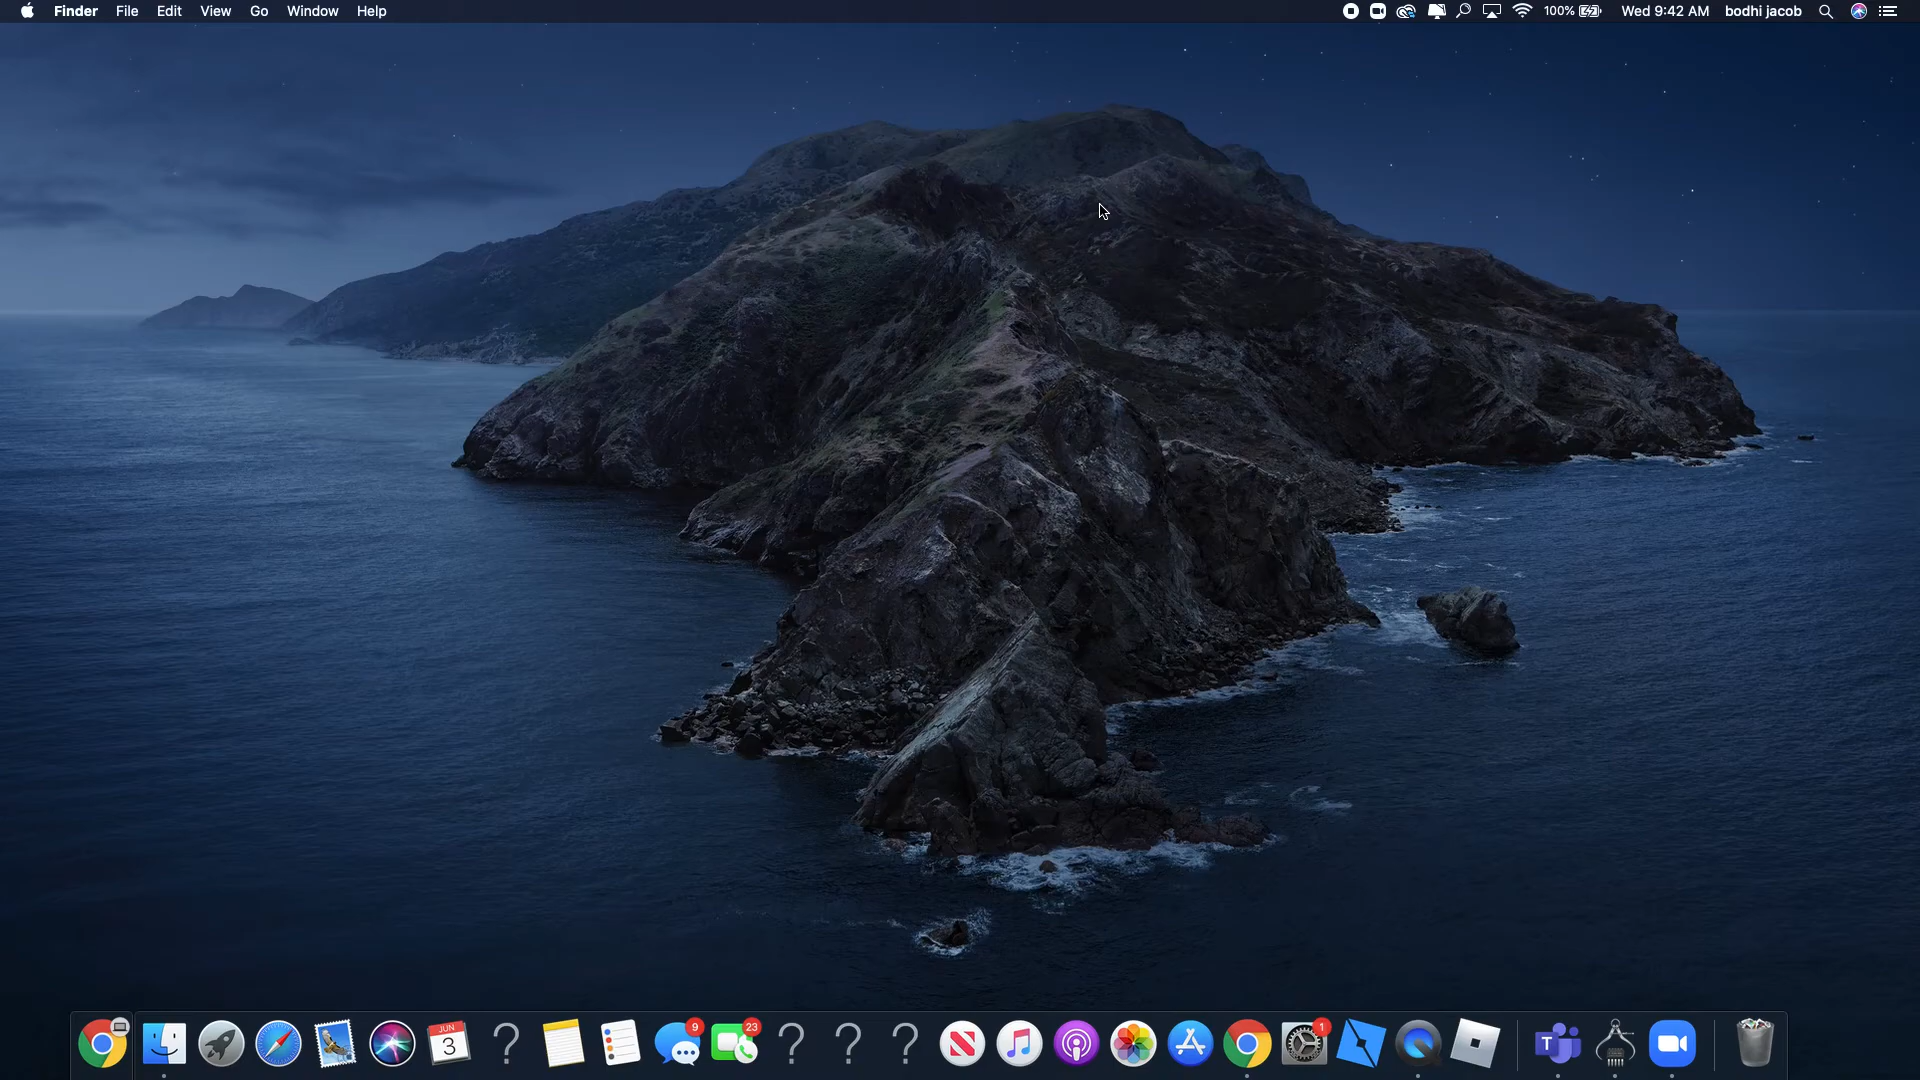 Finder File Edit View Go Window Help 100% Wed 9:42 AM bodhi jacob
JUN
3
9
23
1
T